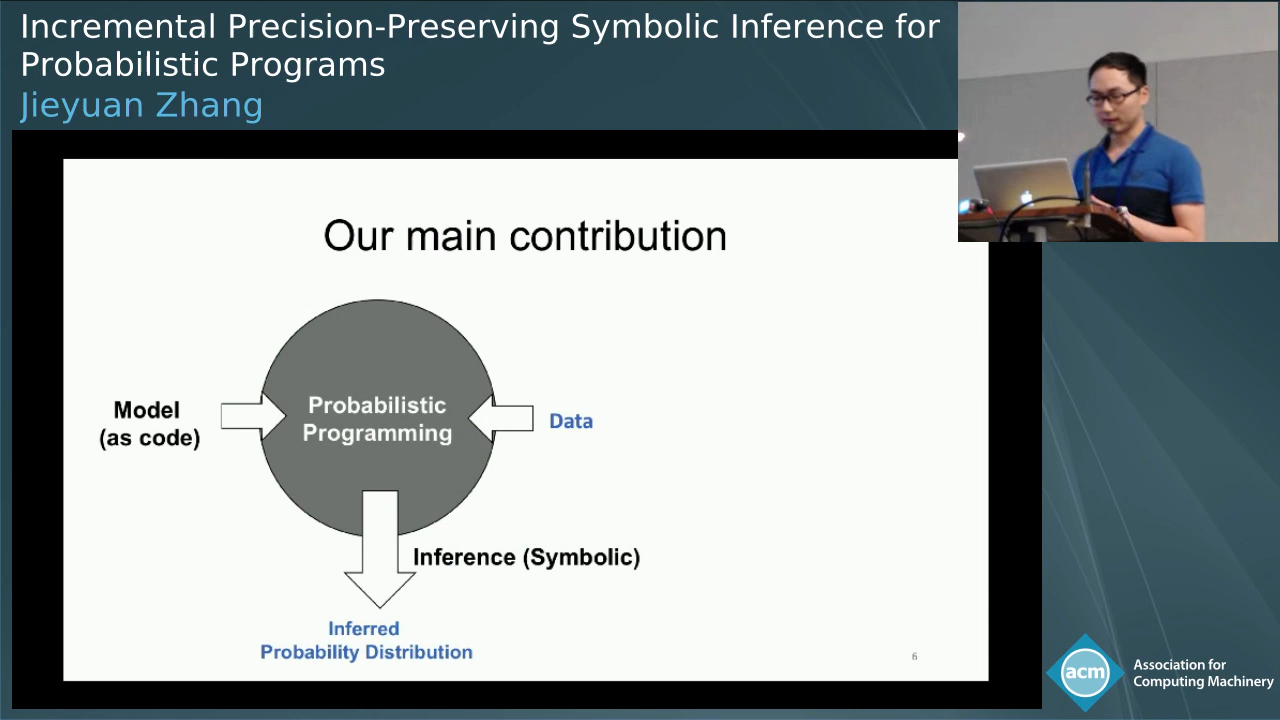 Incremental Precision-Preserving Symbolic Inference for
Probabilistic Programs
Jieyuan Zhang
Our main contribution
Model
(as code)
Probabilistic
Programming
Data
Inference (Symbolic)
Inferred
Probability Distribution
6
acm
Association for
Computing Machinery